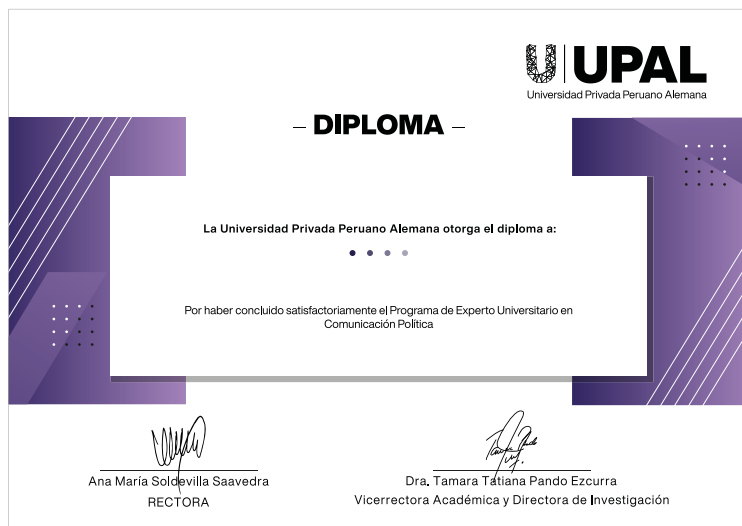 UPAL
Universidad Privada Peruano Alemana
– DIPLOMA –
La Universidad Privada Peruano Alemana otorga el diploma a:
Por haber concluido satisfactoriamente el Programa de Experto Universitario en
Comunicación Política
Ana María Soldevilla Saavedra
RECTORA
Dra. Tamara Tatiana Pando Ezcurra
Vicerrectora Académica y Directora de Investigación